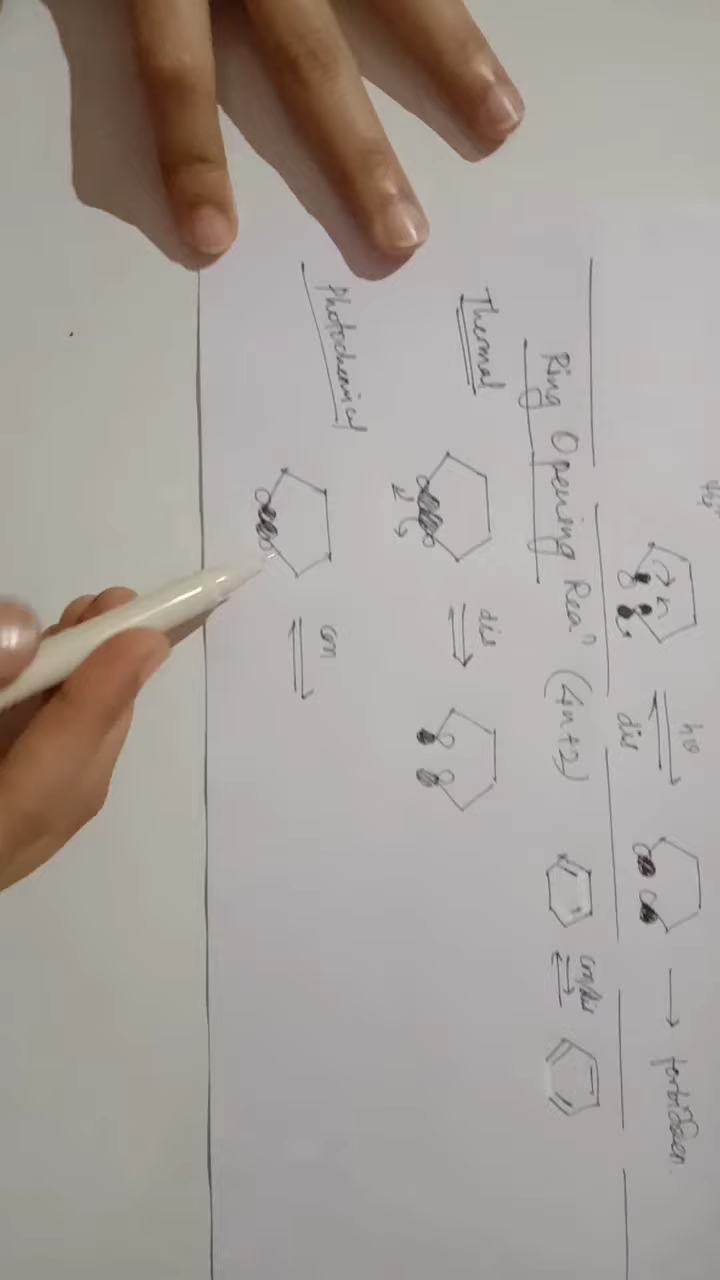 hν
dis
→ forbidden.
Ring Opening Reaⁿ (4n+2)
con/dis
Thermal
dis
Photochemical
con